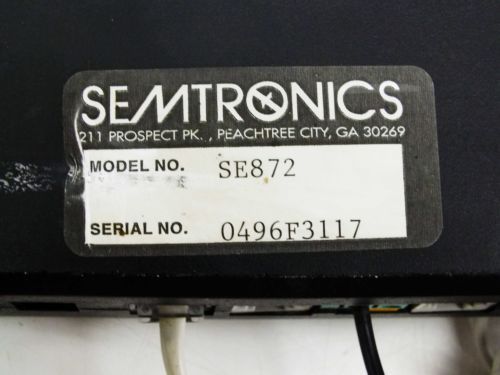 SEMTRONICS
211 PROSPECT PK., PEACHTREE CITY, GA 30269
MODEL NO. SE872
SERIAL NO. 0496F3117